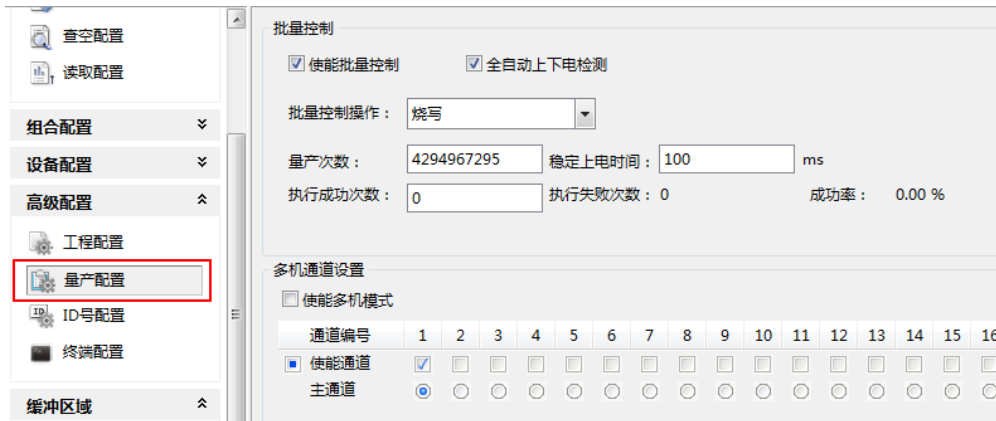 查空配置
读取配置
组合配置
设备配置
高级配置
工程配置
量产配置
ID
ID号配置
终端配置
缓冲区域
批量控制
使能批量控制 全自动上下电检测
批量控制操作： 烧写
量产次数： 4294967295 稳定上电时间： 100 ms
执行成功次数： 0 执行失败次数： 0 成功率： 0.00 %
多机通道设置
使能多机模式
通道编号 1 2 3 4 5 6 7 8 9 10 11 12 13 14 15 16
使能通道
主通道